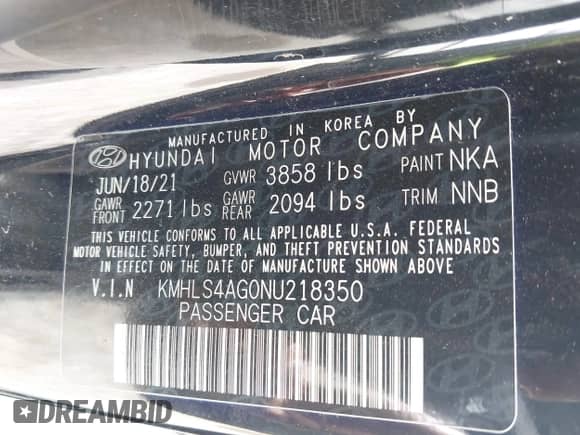 MANUFACTURED IN KOREA BY
HYUNDAI MOTOR COMPANY
JUN/18/21 GVWR 3858 lbs PAINT NKA
GAWR FRONT 2271 lbs GAWR REAR 2094 lbs TRIM NNB
THIS VEHICLE CONFORMS TO ALL APPLICABLE U.S.A. FEDERAL
MOTOR VEHICLE SAFETY, BUMPER, AND THEFT PREVENTION STANDARDS
IN EFFECT ON THE DATE OF MANUFACTURE SHOWN ABOVE
V.I.N KMHLS4AG0NU218350
PASSENGER CAR
DREAMBID